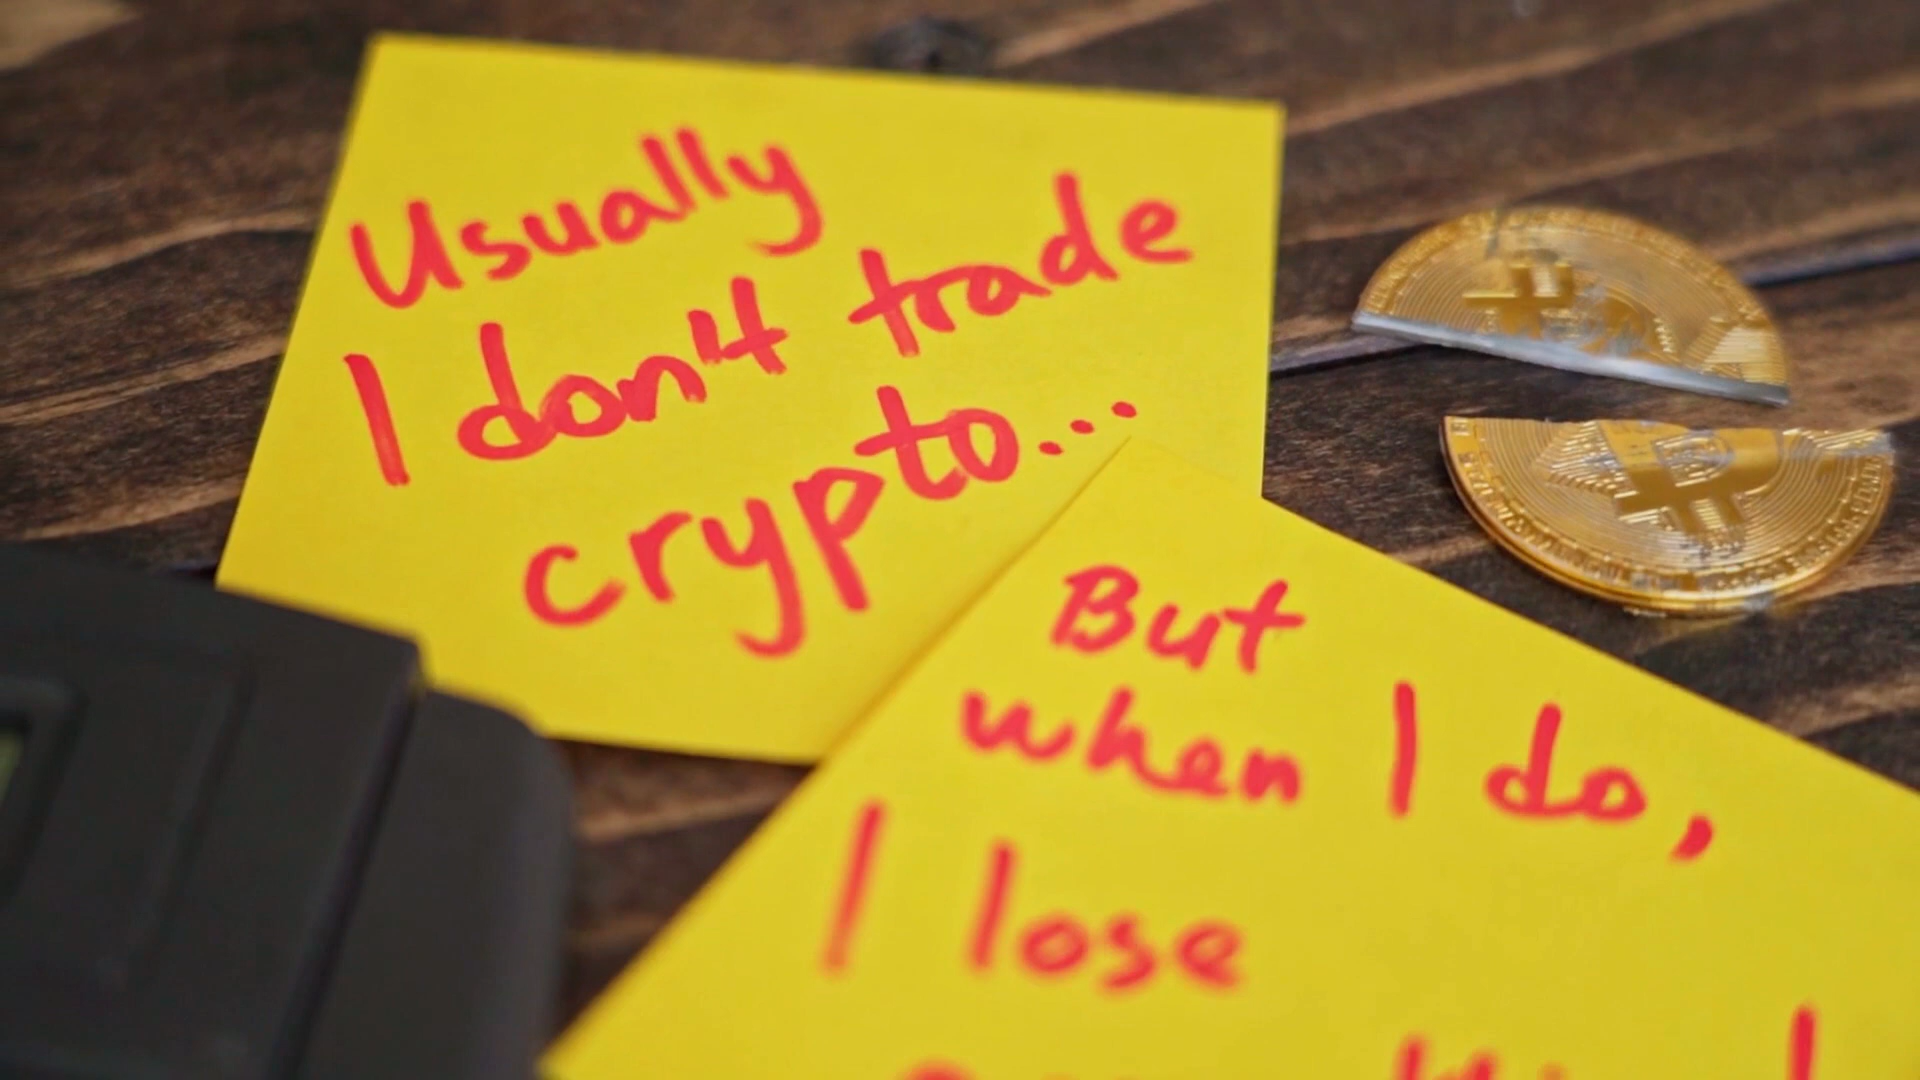 Usually
I don't trade
crypto...
But
when I do,
I lose